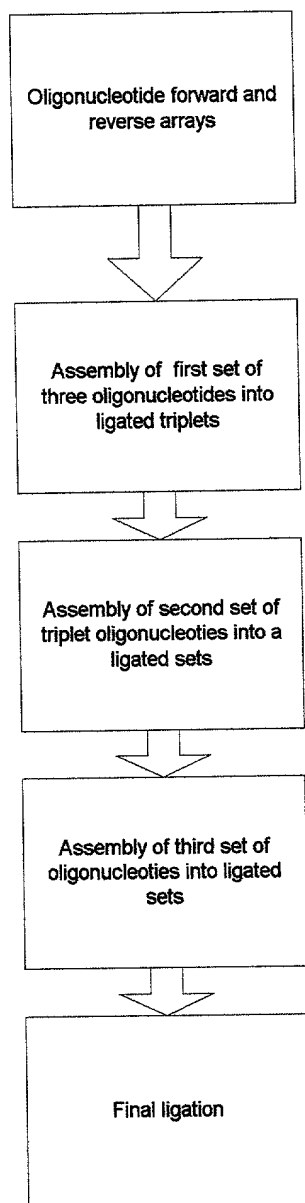 Oligonucleotide forward and
reverse arrays
Assembly of first set of
three oligonucleotides into
ligated triplets
Assembly of second set of
triplet oligonucleoties into a
ligated sets
Assembly of third set of
oligonucleoties into ligated
sets
Final ligation